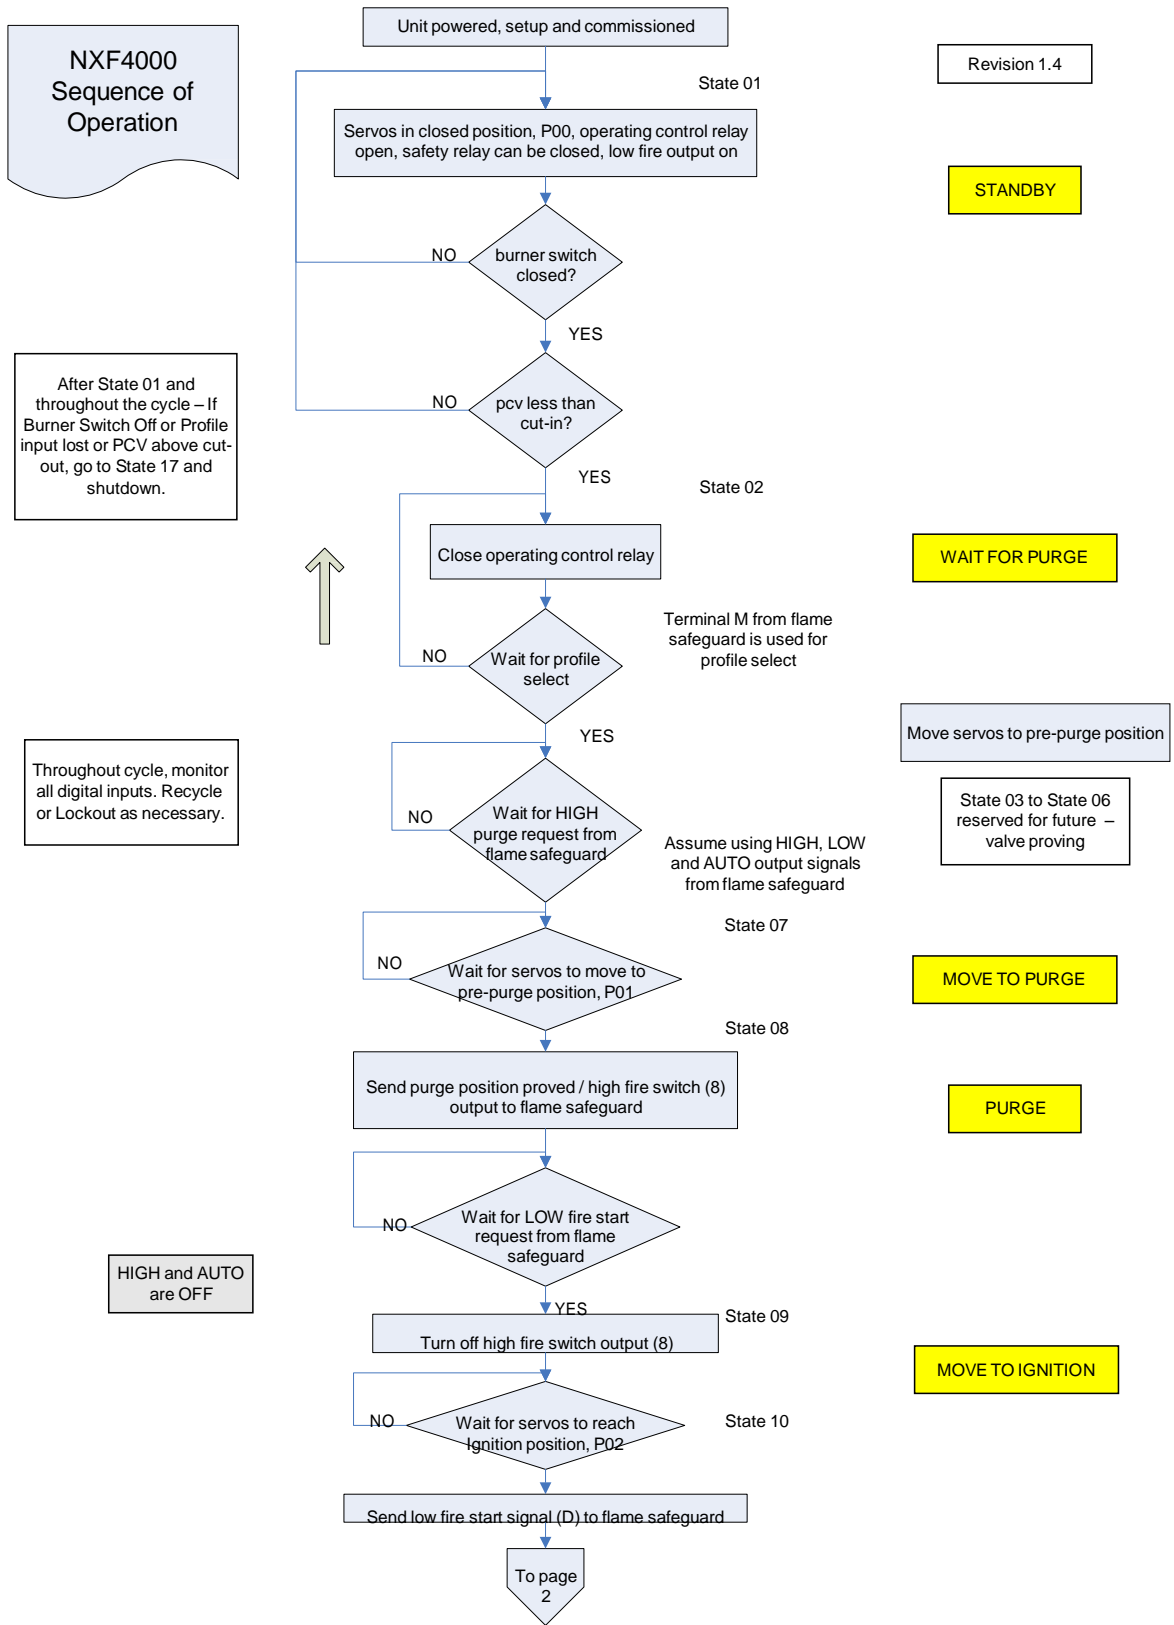 Unit powered, setup and commissioned
NXF4000
Sequence of
Operation
Revision 1.4
State 01
Servos in closed position, P00, operating control relay
open, safety relay can be closed, low fire output on
STANDBY
NO
burner switch
closed?
YES
After State 01 and
throughout the cycle – If
Burner Switch Off or Profile
input lost or PCV above cut-
out, go to State 17 and
shutdown.
NO
pcv less than
cut-in?
YES
State 02
Close operating control relay
WAIT FOR PURGE
Terminal M from flame
safeguard is used for
profile select
NO
Wait for profile
select
YES
Move servos to pre-purge position
Throughout cycle, monitor
all digital inputs. Recycle
or Lockout as necessary.
NO
Wait for HIGH
purge request from
flame safeguard
State 03 to State 06
reserved for future –
valve proving
Assume using HIGH, LOW
and AUTO output signals
from flame safeguard
State 07
NO
Wait for servos to move to
pre-purge position, P01
MOVE TO PURGE
State 08
Send purge position proved / high fire switch (8)
output to flame safeguard
PURGE
NO
Wait for LOW fire start
request from flame
safeguard
HIGH and AUTO
are OFF
YES
State 09
Turn off high fire switch output (8)
MOVE TO IGNITION
NO
Wait for servos to reach
Ignition position, P02
State 10
Send low fire start signal (D) to flame safeguard
To page
2